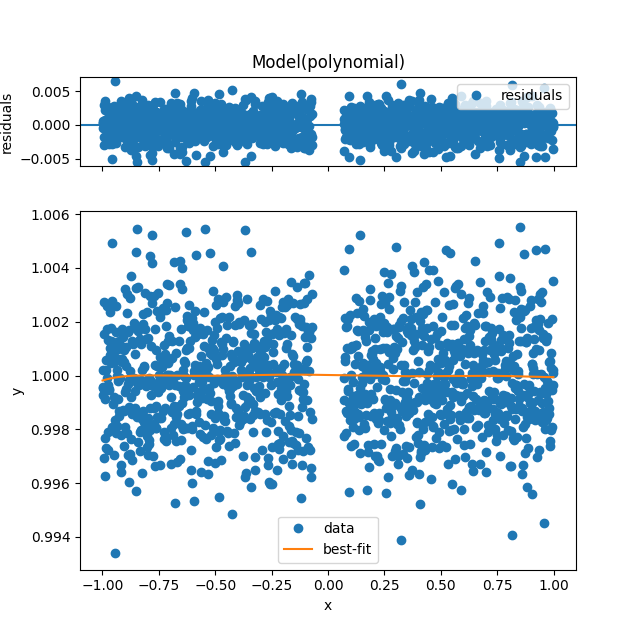 Model(polynomial)
residuals
0.005
0.000
−0.005
residuals
1.006
1.004
1.002
1.000
0.998
0.996
0.994
y
data
best-fit
−1.00 −0.75 −0.50 −0.25 0.00 0.25 0.50 0.75 1.00
x